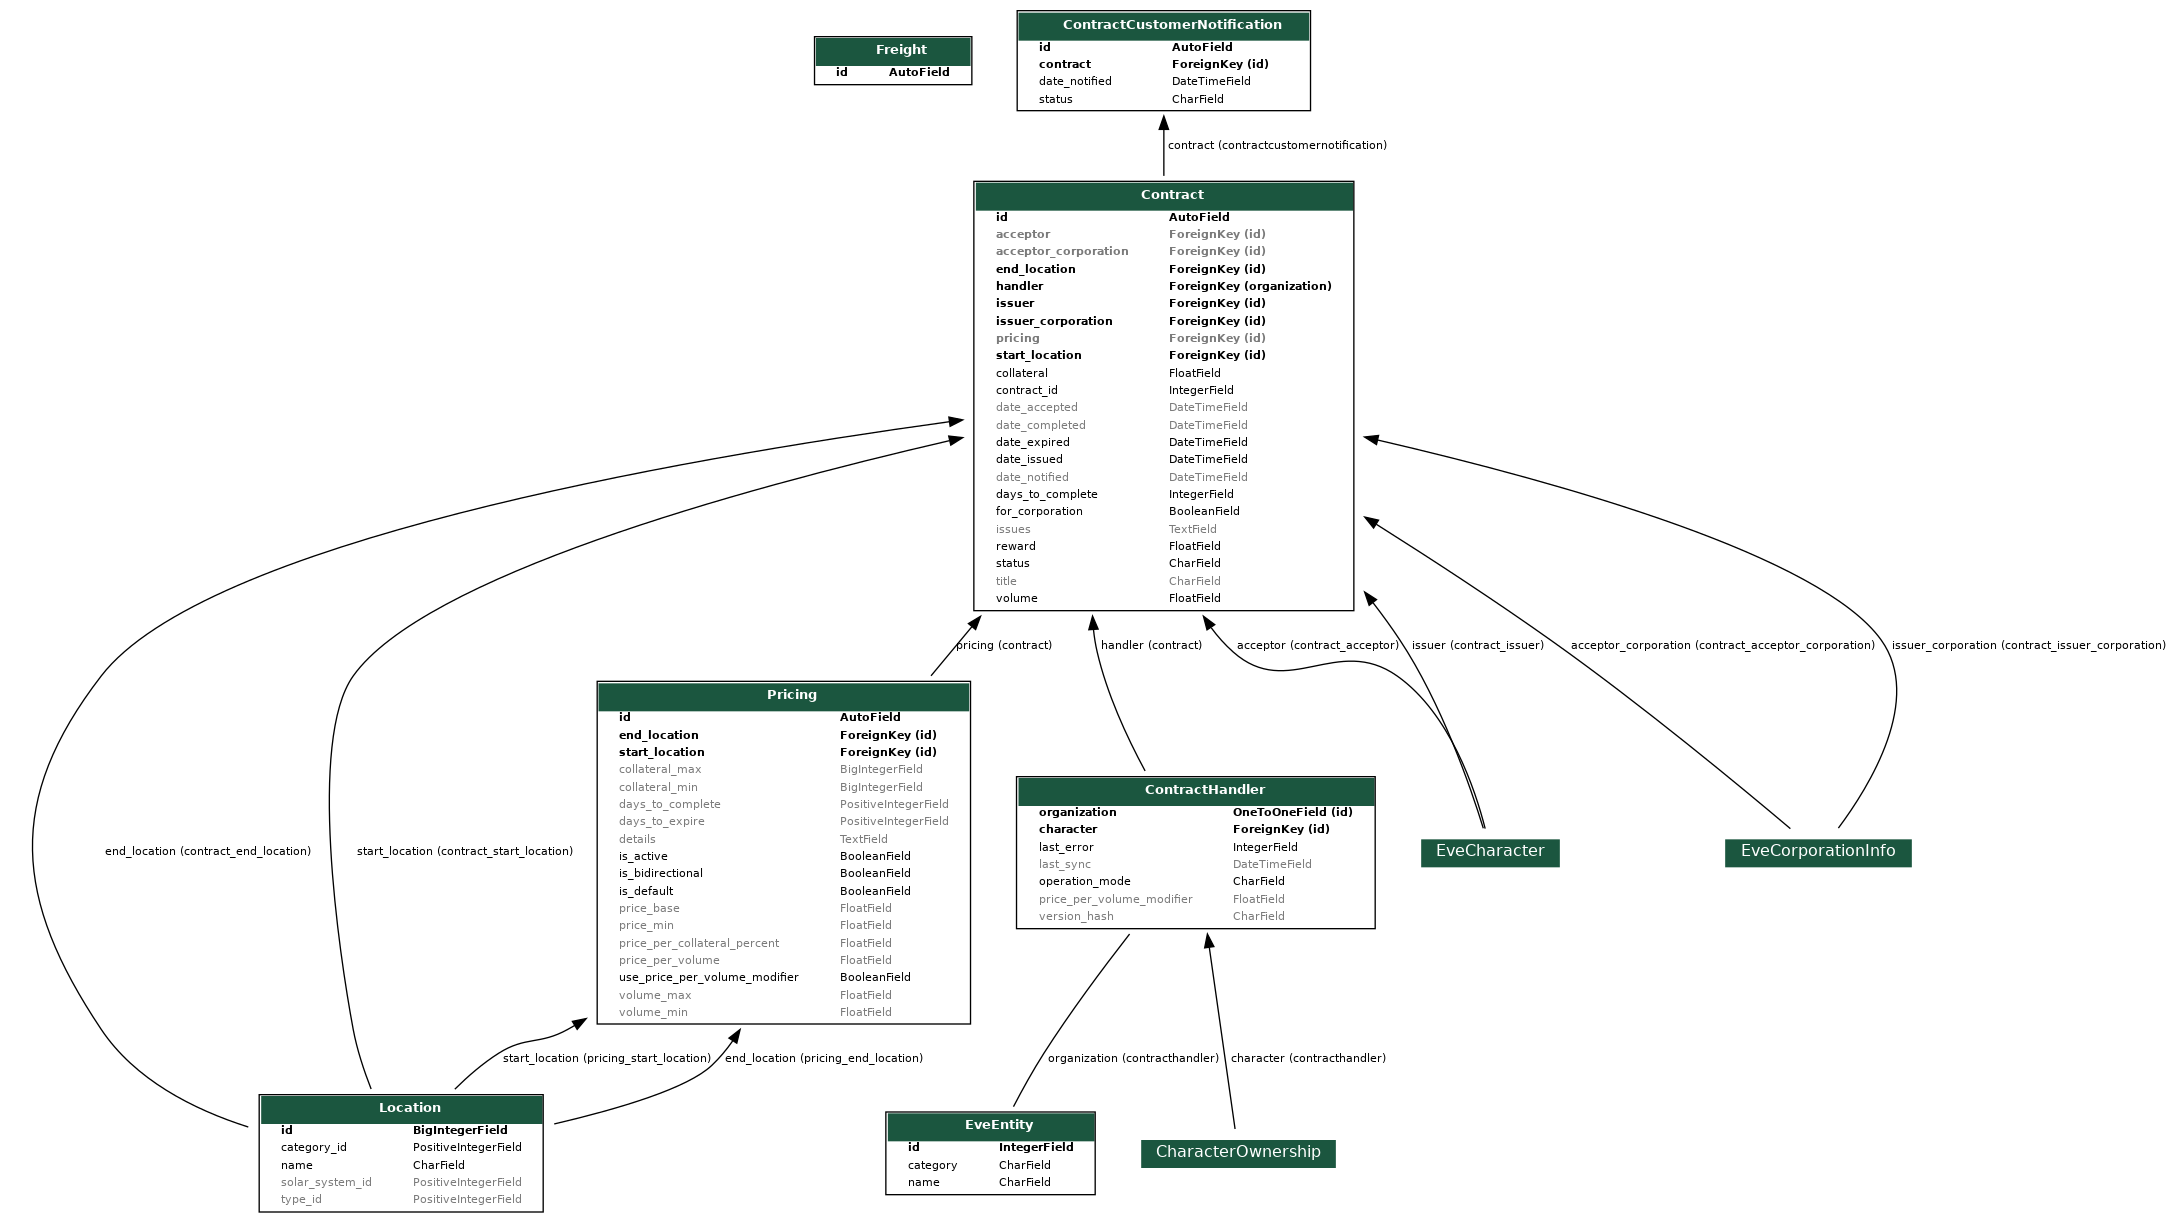 ContractCustomerNotification
id AutoField
contract ForeignKey (id)
date_notified DateTimeField
status CharField
Freight
id AutoField
contract (contractcustomernotification)
Contract
id AutoField
acceptor ForeignKey (id)
acceptor_corporation ForeignKey (id)
end_location ForeignKey (id)
handler ForeignKey (organization)
issuer ForeignKey (id)
issuer_corporation ForeignKey (id)
pricing ForeignKey (id)
start_location ForeignKey (id)
collateral FloatField
contract_id IntegerField
date_accepted DateTimeField
date_completed DateTimeField
date_expired DateTimeField
date_issued DateTimeField
date_notified DateTimeField
days_to_complete IntegerField
for_corporation BooleanField
issues TextField
reward FloatField
status CharField
title CharField
volume FloatField
pricing (contract)
handler (contract)
acceptor (contract_acceptor)
issuer (contract_issuer)
acceptor_corporation (contract_acceptor_corporation)
issuer_corporation (contract_issuer_corporation)
Pricing
id AutoField
end_location ForeignKey (id)
start_location ForeignKey (id)
collateral_max BigIntegerField
collateral_min BigIntegerField
days_to_complete PositiveIntegerField
days_to_expire PositiveIntegerField
details TextField
is_active BooleanField
is_bidirectional BooleanField
is_default BooleanField
price_base FloatField
price_min FloatField
price_per_collateral_percent FloatField
price_per_volume FloatField
use_price_per_volume_modifier BooleanField
volume_max FloatField
volume_min FloatField
ContractHandler
organization OneToOneField (id)
character ForeignKey (id)
last_error IntegerField
last_sync DateTimeField
operation_mode CharField
price_per_volume_modifier FloatField
version_hash CharField
EveCharacter
EveCorporationInfo
end_location (contract_end_location)
start_location (contract_start_location)
start_location (pricing_start_location)
end_location (pricing_end_location)
organization (contracthandler)
character (contracthandler)
Location
id BigIntegerField
category_id PositiveIntegerField
name CharField
solar_system_id PositiveIntegerField
type_id PositiveIntegerField
EveEntity
id IntegerField
category CharField
name CharField
CharacterOwnership